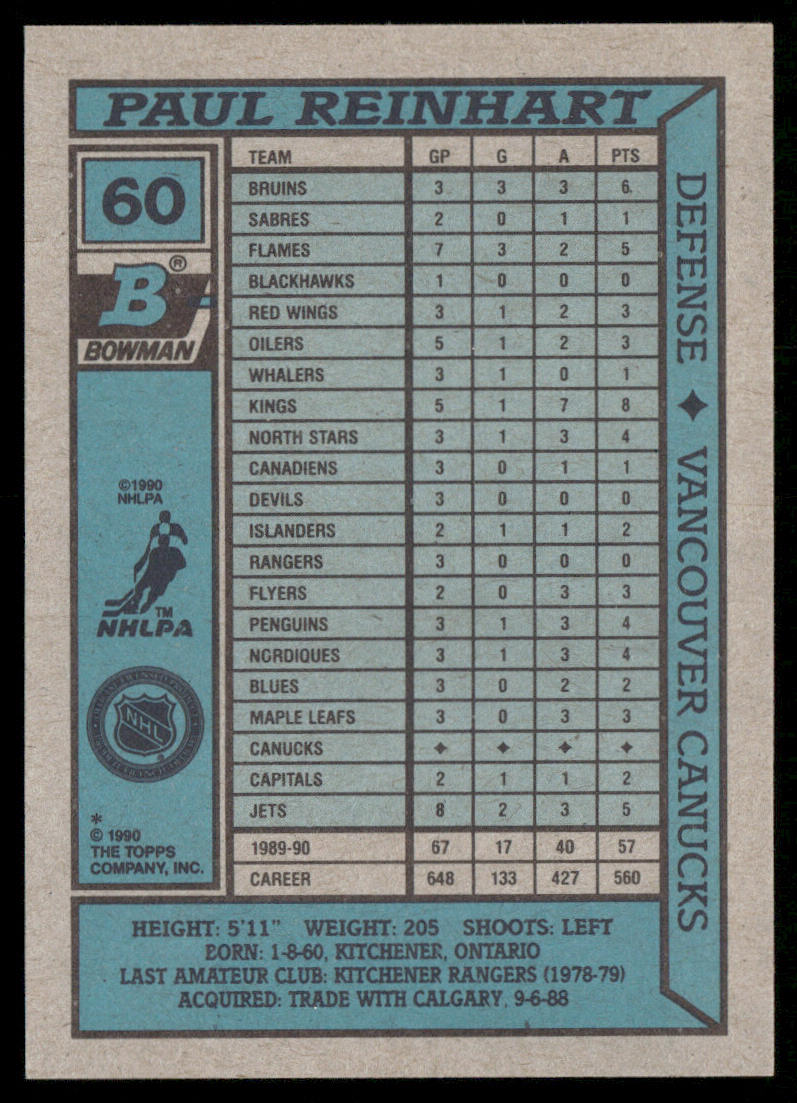 PAUL REINHART
60
B®
BOWMAN
©1990
NHLPA
TM
NHLPA
NHL
®
*
© 1990
THE TOPPS
COMPANY, INC.
TEAM GP G A PTS
BRUINS 3 3 3 6
SABRES 2 0 1 1
FLAMES 7 3 2 5
BLACKHAWKS 1 0 0 0
RED WINGS 3 1 2 3
OILERS 5 1 2 3
WHALERS 3 1 0 1
KINGS 5 1 7 8
NORTH STARS 3 1 3 4
CANADIENS 3 0 1 1
DEVILS 3 0 0 0
ISLANDERS 2 1 1 2
RANGERS 3 0 0 0
FLYERS 2 0 3 3
PENGUINS 3 1 3 4
NORDIQUES 3 1 3 4
BLUES 3 0 2 2
MAPLE LEAFS 3 0 3 3
CANUCKS ✦ ✦ ✦ ✦
CAPITALS 2 1 1 2
JETS 8 2 3 5
1989-90 67 17 40 57
CAREER 648 133 427 560
DEFENSE ✦ VANCOUVER CANUCKS
HEIGHT: 5'11" WEIGHT: 205 SHOOTS: LEFT
BORN: 1-8-60, KITCHENER, ONTARIO
LAST AMATEUR CLUB: KITCHENER RANGERS (1978-79)
ACQUIRED: TRADE WITH CALGARY, 9-6-88